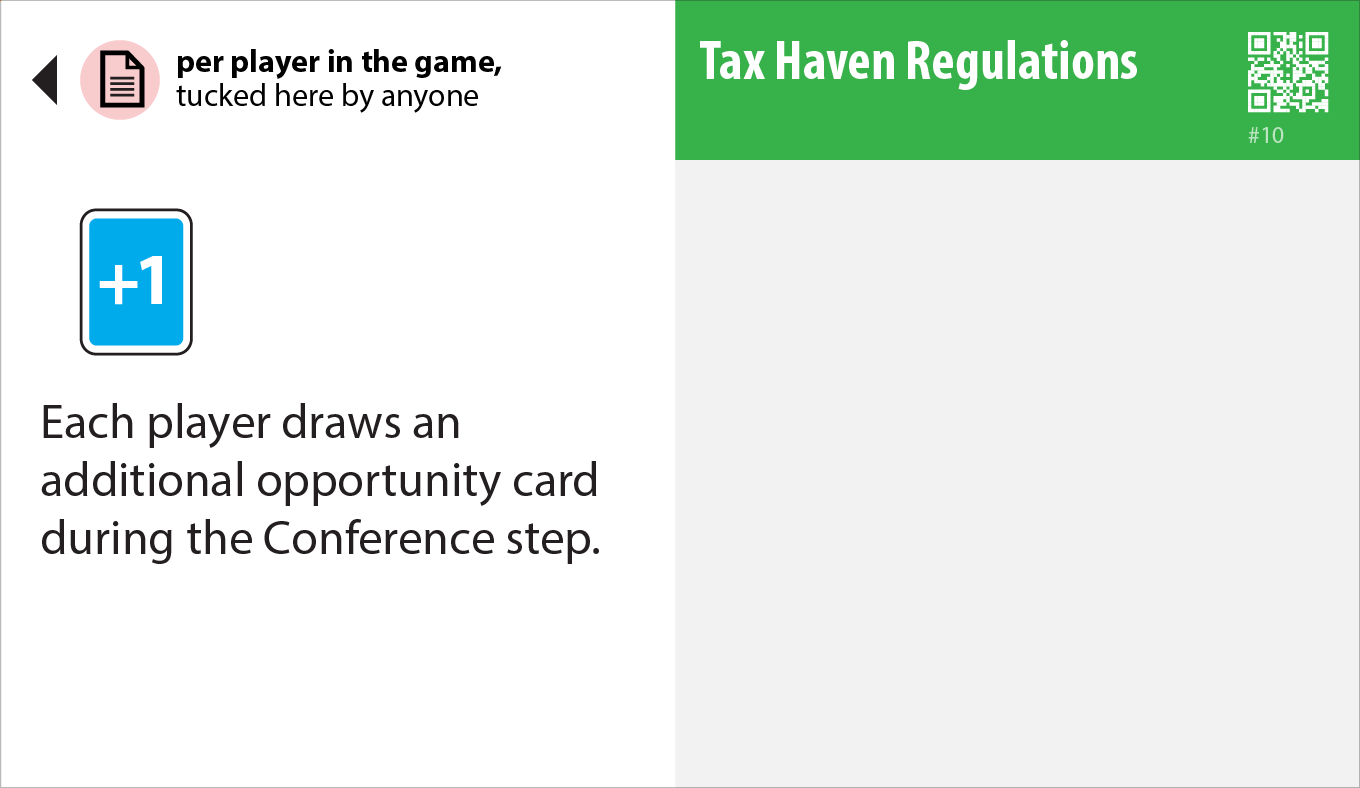 per player in the game,
tucked here by anyone
+1
Each player draws an
additional opportunity card
during the Conference step.
Tax Haven Regulations
#10